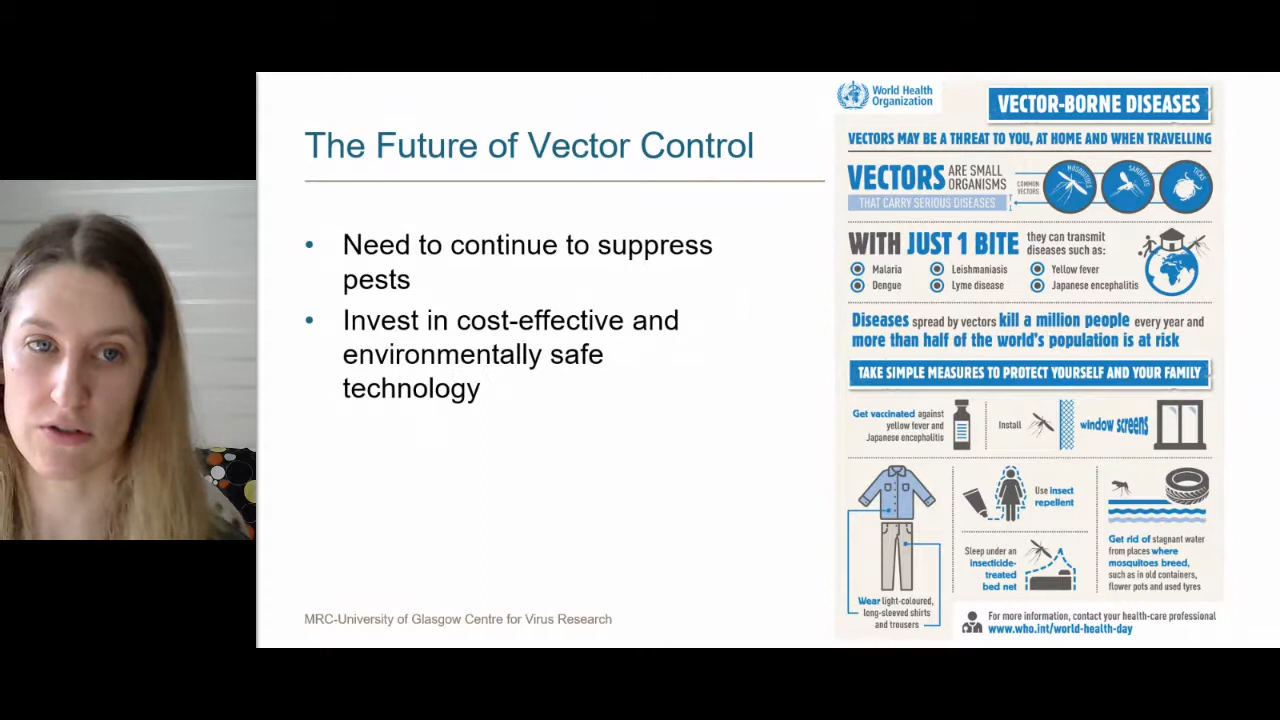 The Future of Vector Control
• Need to continue to suppress
pests
• Invest in cost-effective and
environmentally safe
technology
MRC-University of Glasgow Centre for Virus Research
World Health
Organization
VECTOR-BORNE DISEASES
VECTORS MAY BE A THREAT TO YOU, AT HOME AND WHEN TRAVELLING
VECTORS ARE SMALL
ORGANISMS
THAT CARRY SERIOUS DISEASES
COMMON
VECTORS
MOSQUITOES
SANDFLIES
TICKS
WITH JUST 1 BITE
they can transmit
diseases such as:
Malaria
Leishmaniasis
Yellow fever
Dengue
Lyme disease
Japanese encephalitis
Diseases spread by vectors kill a million people every year and
more than half of the world's population is at risk
TAKE SIMPLE MEASURES TO PROTECT YOURSELF AND YOUR FAMILY
Get vaccinated against
yellow fever and
Japanese encephalitis
Install
window screens
Use insect
repellent
Sleep under an
insecticide-
treated
bed net
Get rid of stagnant water
from places where
mosquitoes breed,
such as in old containers,
flower pots and used tyres
Wear light-coloured,
long-sleeved shirts
and trousers
For more information, contact your health-care professional
www.who.int/world-health-day